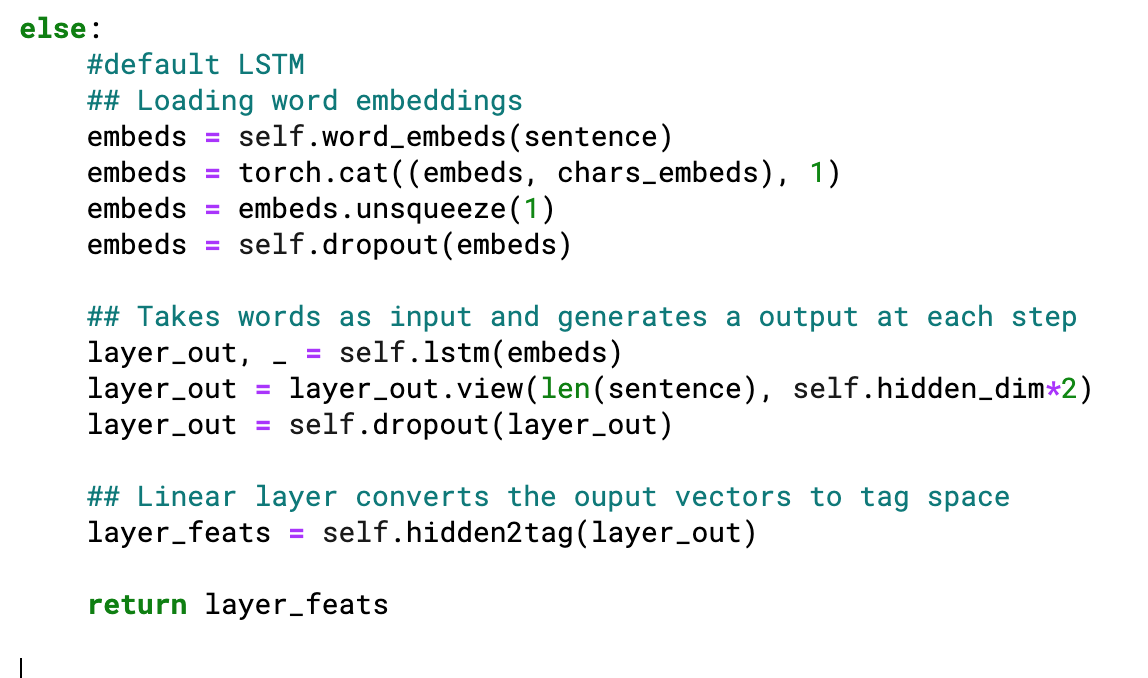 else:
    #default LSTM
    ## Loading word embeddings
    embeds = self.word_embeds(sentence)
    embeds = torch.cat((embeds, chars_embeds), 1)
    embeds = embeds.unsqueeze(1)
    embeds = self.dropout(embeds)

    ## Takes words as input and generates a output at each step
    layer_out, _ = self.lstm(embeds)
    layer_out = layer_out.view(len(sentence), self.hidden_dim*2)
    layer_out = self.dropout(layer_out)

    ## Linear layer converts the ouput vectors to tag space
    layer_feats = self.hidden2tag(layer_out)

    return layer_feats